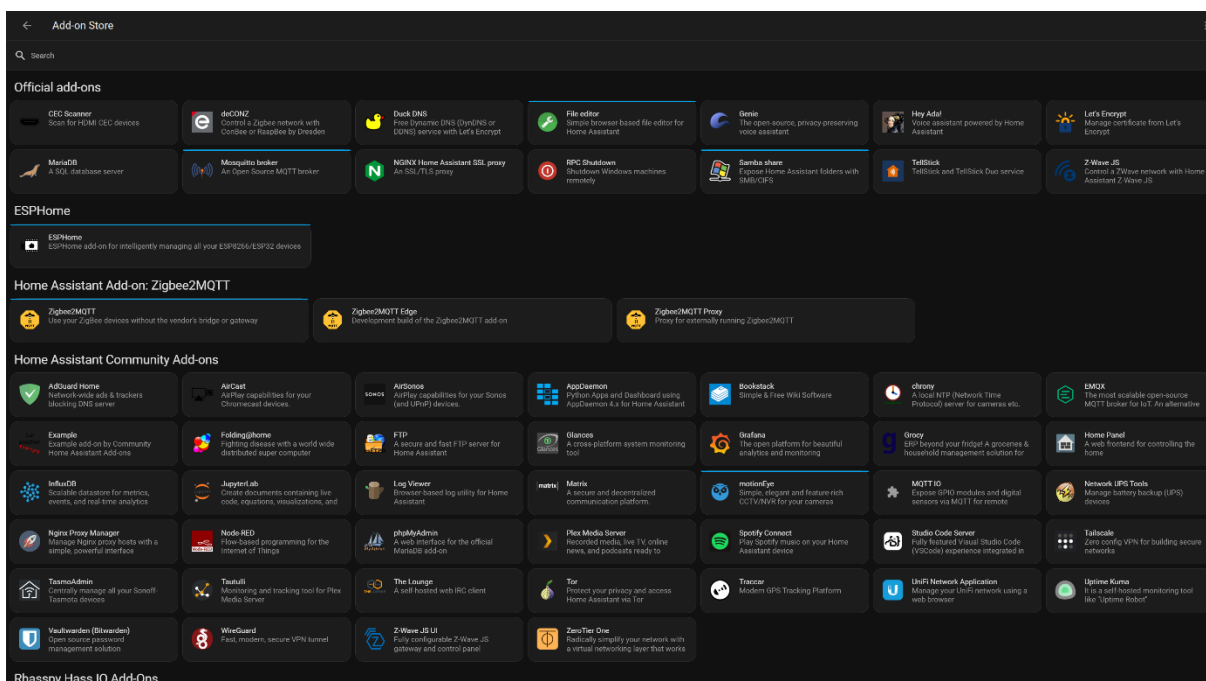 Add-on Store
Search
Official add-ons
CEC Scanner
Scan for HDMI CEC devices
deCONZ
Control a Zigbee network with
ConBee or RaspBee by Dresden
Duck DNS
Free Dynamic DNS (DynDNS or
DDNS) service with Let's Encrypt
File editor
Simple browser-based file editor for
Home Assistant
Genie
The open-source, privacy-preserving
voice assistant
Hey Ada!
Voice assistant powered by Home
Assistant
Let's Encrypt
Manage certificate from Let's
Encrypt
MariaDB
A SQL database server
Mosquitto broker
An Open Source MQTT broker
NGINX Home Assistant SSL proxy
An SSL/TLS proxy
RPC Shutdown
Shutdown Windows machines
remotely
Samba share
Expose Home Assistant folders with
SMB/CIFS
TellStick
TellStick and TellStick Duo service
Z-Wave JS
Control a ZWave network with Home
Assistant Z-Wave JS
ESPHome
ESPHome
ESPHome add-on for intelligently managing all your ESP8266/ESP32 devices
Home Assistant Add-on: Zigbee2MQTT
Zigbee2MQTT
Use your ZigBee devices without the vendor's bridge or gateway
Zigbee2MQTT Edge
Development build of the Zigbee2MQTT add-on
Zigbee2MQTT Proxy
Proxy for externally running Zigbee2MQTT
Home Assistant Community Add-ons
AdGuard Home
Network-wide ads & trackers
blocking DNS server
AirCast
AirPlay capabilities for your
Chromecast devices.
SONOS
AirSonos
AirPlay capabilities for your Sonos
(and UPnP) devices.
AppDaemon
Python Apps and Dashboard using
AppDaemon 4.x for Home Assistant
Bookstack
Simple & Free Wiki Software
chrony
A local NTP (Network Time
Protocol) server for cameras etc.
EMQX
The most scalable open-source
MQTT broker for IoT. An alternative
Example
Example add-on by Community
Home Assistant Add-ons
Folding@home
Fighting disease with a world wide
distributed super computer
FTP
A secure and fast FTP server for
Home Assistant
Glances
A cross-platform system monitoring
tool
Grafana
The open platform for beautiful
analytics and monitoring
Grocy
ERP beyond your fridge! A groceries &
household management solution for
Home Panel
A web frontend for controlling the
home
InfluxDB
Scalable datastore for metrics,
events, and real-time analytics
JupyterLab
Create documents containing live
code, equations, visualizations, and
Log Viewer
Browser-based log utility for Home
Assistant
matrix
Matrix
A secure and decentralized
communication platform.
motionEye
Simple, elegant and feature-rich
CCTV/NVR for your cameras
MQTT IO
Expose GPIO modules and digital
sensors via MQTT for remote
Network UPS Tools
Manage battery backup (UPS)
devices
Nginx Proxy Manager
Manage Nginx proxy hosts with a
simple, powerful interface
Node-RED
Flow-based programming for the
Internet of Things
phpMyAdmin
A web interface for the official
MariaDB add-on
Plex Media Server
Recorded media, live TV, online
news, and podcasts ready to
Spotify Connect
Play Spotify music on your Home
Assistant device
Studio Code Server
Fully featured Visual Studio Code
(VSCode) experience integrated in
Tailscale
Zero config VPN for building secure
networks
TasmoAdmin
Centrally manage all your Sonoff-
Tasmota devices
Tautulli
Monitoring and tracking tool for Plex
Media Server
The Lounge
A self-hosted web IRC client
Tor
Protect your privacy and access
Home Assistant via Tor
Traccar
Modern GPS Tracking Platform
UniFi Network Application
Manage your UniFi network using a
web browser
Uptime Kuma
It is a self-hosted monitoring tool
like "Uptime Robot"
Vaultwarden (Bitwarden)
Open source password
management solution
WireGuard
Fast, modern, secure VPN tunnel
Z-Wave JS UI
Fully configurable Z-Wave JS
gateway and control panel
ZeroTier One
Radically simplify your network with
a virtual networking layer that works
Rhasspy Hass.IO Add-Ons